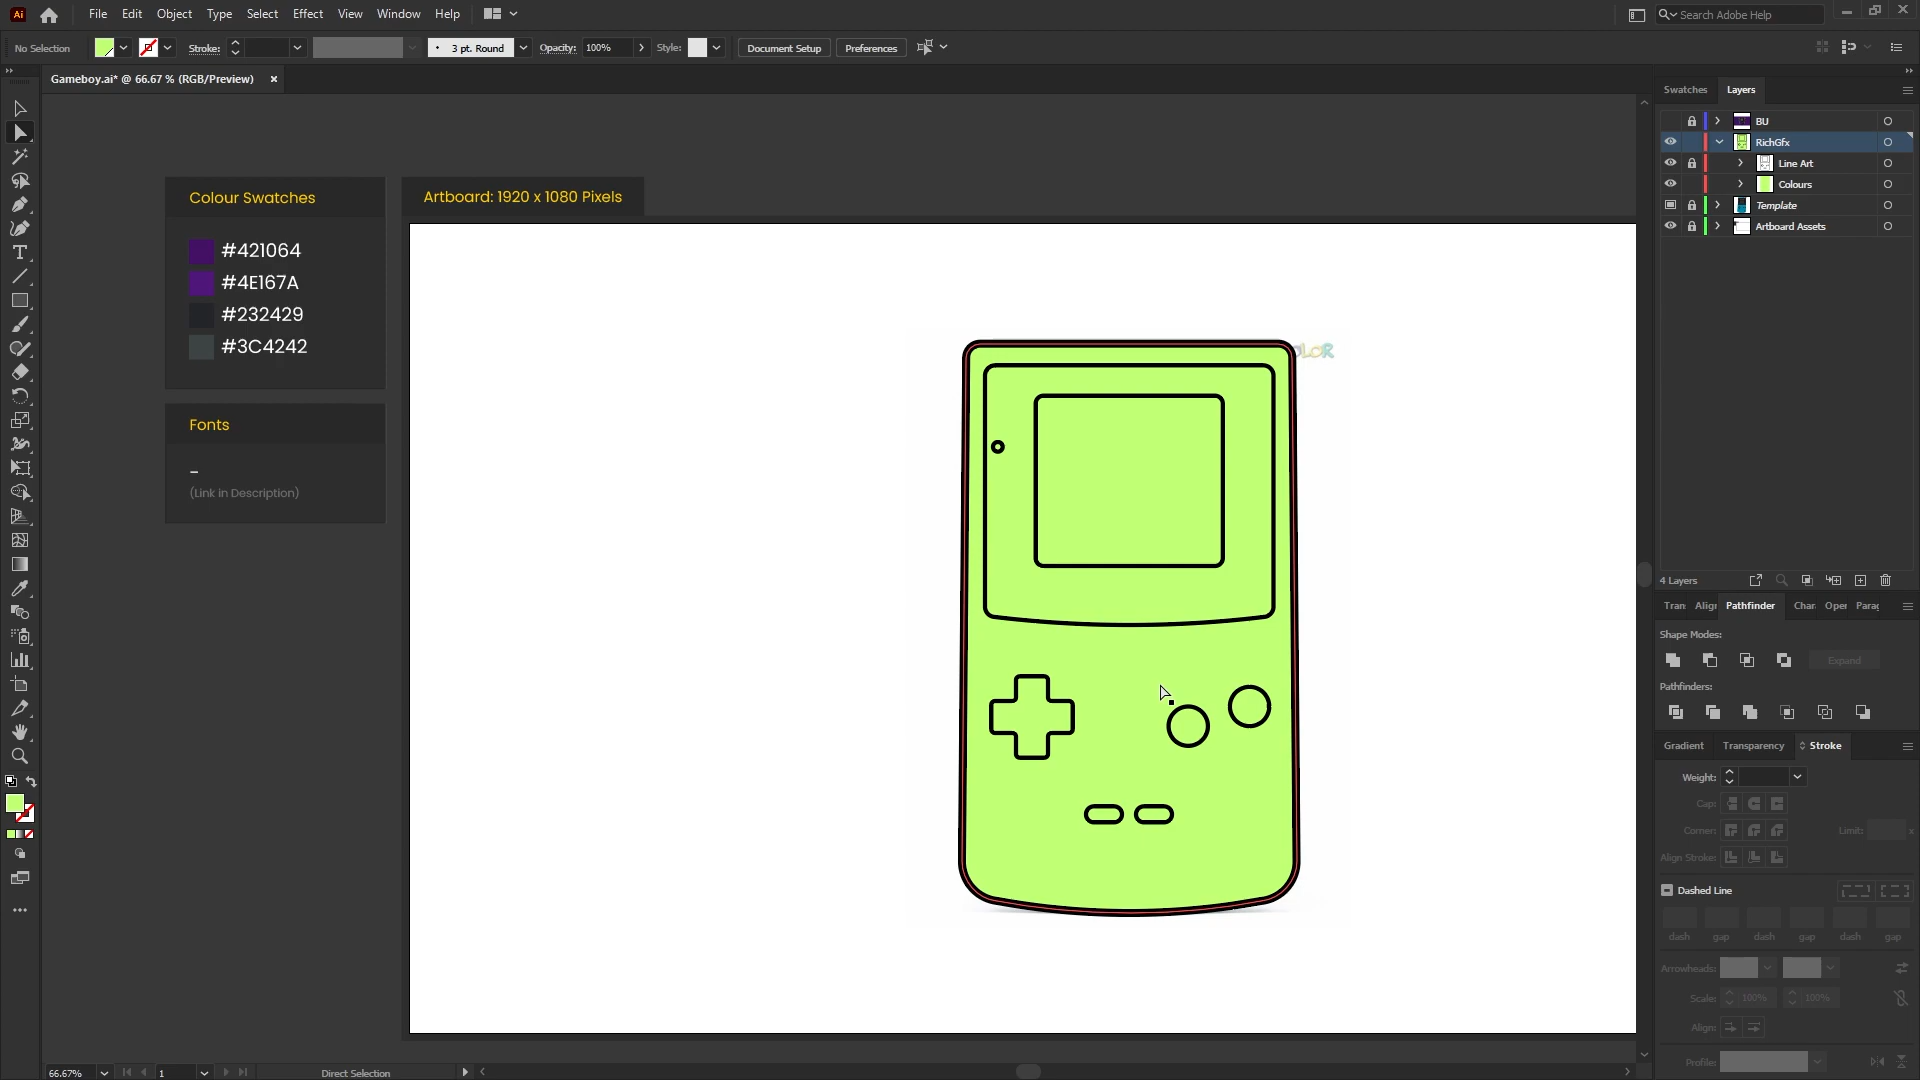 Ai File Edit Object Type Select Effect View Window Help Search Adobe Help
No Selection Stroke: 3 pt. Round Opacity: 100% Style: Document Setup Preferences
Gameboy.ai* @ 66.67 % (RGB/Preview) ×
Colour Swatches
#421064
#4E167A
#232429
#3C4242
Fonts
-
(Link in Description)
Artboard: 1920 x 1080 Pixels
Swatches Layers
BU
RichGfx
Line Art
Colours
Template
Artboard Assets
4 Layers
Tran Align Pathfinder Char Open Parag
Shape Modes:
Expand
Pathfinders:
Gradient Transparency Stroke
Weight:
Cap:
Corner: Limit: x
Align Stroke:
Dashed Line
dash gap dash gap dash gap
Arrowheads:
Scale: 100% 100%
Align:
Profile:
66.67% 1 Direct Selection